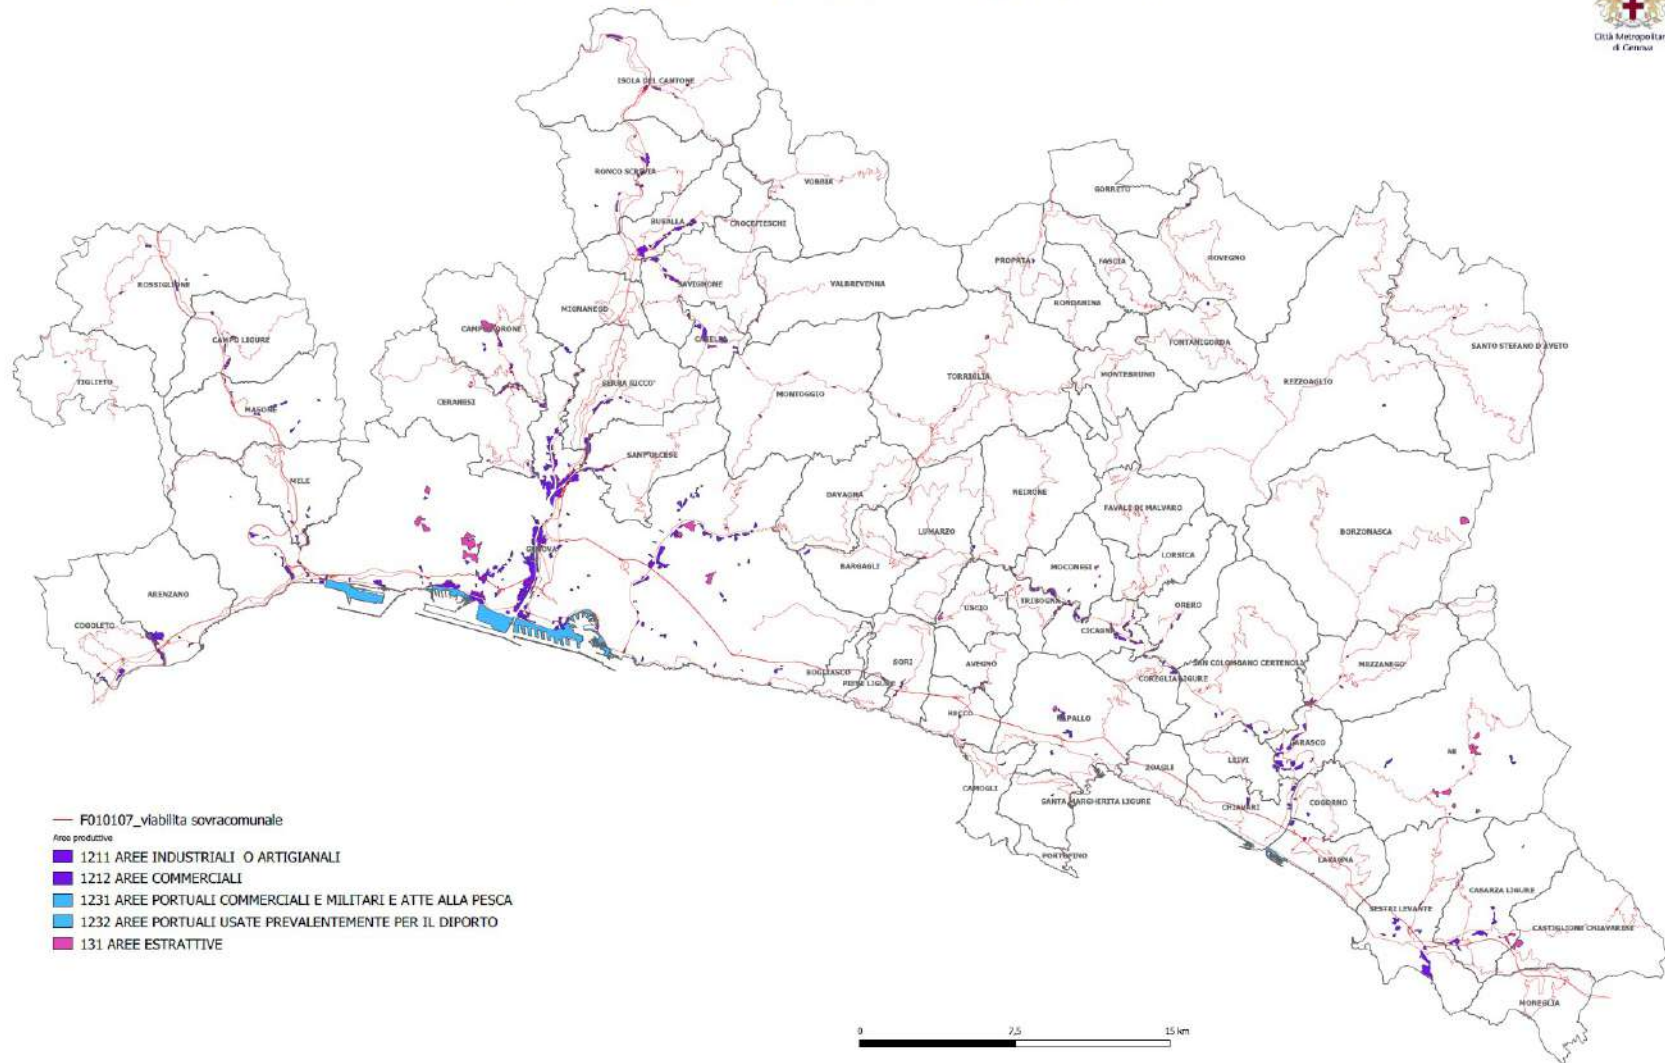 Città Metropolitan
di Genova
ISOLA DEL CANTONE
RONCO SCRIVIA
VOBBIA
GORRETO
BUSALLA
CROCEFIESCHI
ROVEGNO
PROPATA
FASCIA
ROSSIGLIONE
SAVIGNONE
VALBREVENNA
RONDANINA
MIGNANEGO
CAMPOMORONE
CAMPO LIGURE
CASELLA
FONTANIGORDA
SANTO STEFANO D'AVETO
TIGLIETO
SERRA RICCO'
TORRIGLIA
MONTEBRUNO
REZZOAGLIO
MONTOGGIO
CERANESI
MASONE
SANT'OLCESE
MELE
DAVAGNA
NEIRONE
FAVALE DI MALVARO
LUMARZO
BORZONASCA
GENOVA
LORSICA
BARGAGLI
MOCONESI
ARENZANO
TRIBOGNA
USCIO
ORERO
COGOLETO
CICAGNA
SORI
AVEGNO
SAN COLOMBANO CERTENOLI
MEZZANEGO
BOGLIASCO
PIEVE LIGURE
COREGLIA LIGURE
RECCO
RAPALLO
CARASCO
NE
LEIVI
ZOAGLI
CAMOGLI
SANTA MARGHERITA LIGURE
CHIAVARI
COGORNO
PORTOFINO
LAVAGNA
CASARZA LIGURE
SESTRI LEVANTE
CASTIGLIONE CHIAVARESE
MONEGLIA
F010107_viabilita sovracomunale
Aree produttive
1211 AREE INDUSTRIALI O ARTIGIANALI
1212 AREE COMMERCIALI
1231 AREE PORTUALI COMMERCIALI E MILITARI E ATTE ALLA PESCA
1232 AREE PORTUALI USATE PREVALENTEMENTE PER IL DIPORTO
131 AREE ESTRATTIVE
0 7,5 15 km